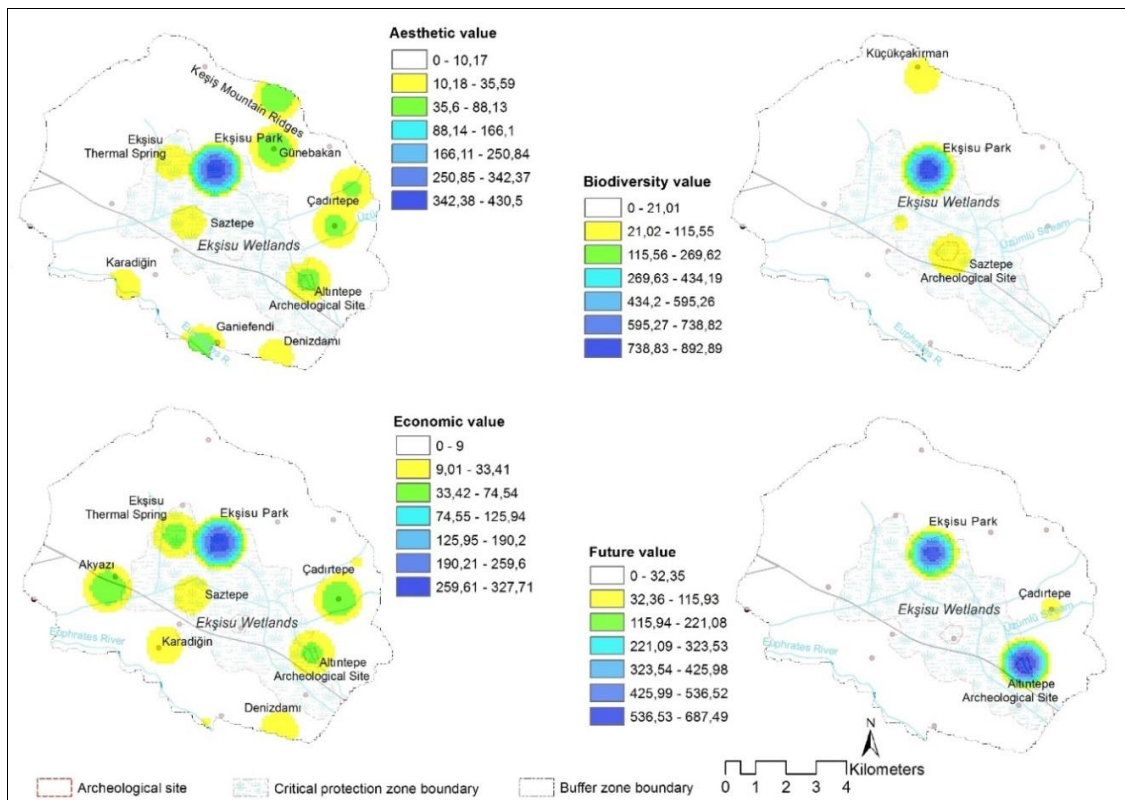 Aesthetic value
0 - 10,17
10,18 - 35,59
35,6 - 88,13
88,14 - 166,1
166,11 - 250,84
250,85 - 342,37
342,38 - 430,5
Keşiş Mountain Ridges
Ekşisu
Thermal Spring
Ekşisu Park
Günebakan
Çadırtepe
Saztepe
Ekşisu Wetlands
Karadiğin
Altıntepe
Archeological Site
Ganiefendi
Denizdamı
Küçükçakırman
Biodiversity value
0 - 21,01
21,02 - 115,55
115,56 - 269,62
269,63 - 434,19
434,2 - 595,26
595,27 - 738,82
738,83 - 892,89
Ekşisu Park
Ekşisu Wetlands
Üzümlü Stream
Saztepe
Archeological Site
Euphrates R
Economic value
0 - 9
9,01 - 33,41
33,42 - 74,54
74,55 - 125,94
125,95 - 190,2
190,21 - 259,6
259,61 - 327,71
Ekşisu
Thermal Spring
Ekşisu Park
Akyazı
Çadırtepe
Saztepe
Ekşisu Wetlands
Euphrates River
Karadiğin
Altıntepe
Archeological Site
Denizdamı
Future value
0 - 32,35
32,36 - 115,93
115,94 - 221,08
221,09 - 323,53
323,54 - 425,98
425,99 - 536,52
536,53 - 687,49
Ekşisu Park
Ekşisu Wetlands
Çadırtepe
Üzümlü Stream
Euphrates River
Altıntepe
Archeological Site
N
Kilometers
0 1 2 3 4
Archeological site
Critical protection zone boundary
Buffer zone boundary